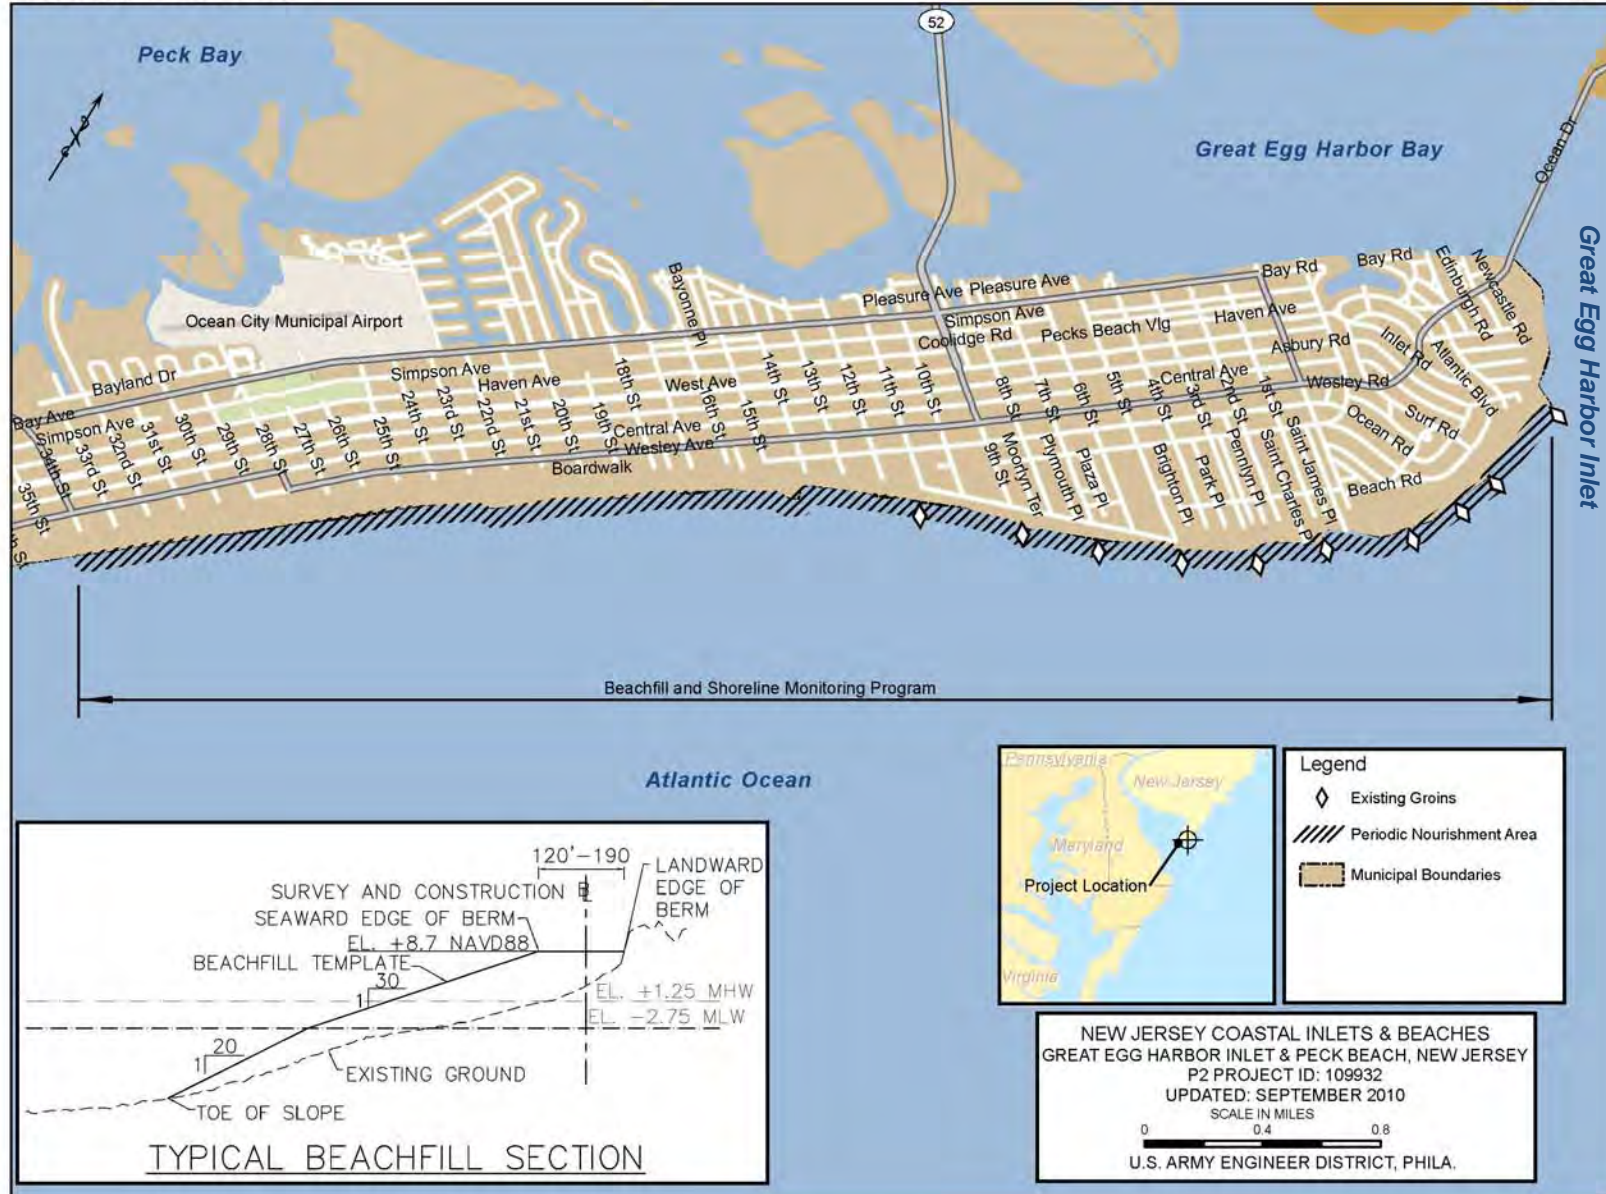 52
Peck Bay
Great Egg Harbor Bay
Ocean Dr
Great Egg Harbor Inlet
Ocean City Municipal Airport
Bayonne Pl
Pleasure Ave
Pleasure Ave
Bay Rd
Bay Rd
Edinburgh Rd
Newcastle Rd
Simpson Ave
Coolidge Rd
Pecks Beach Vlg
Haven Ave
Asbury Rd
Inlet Rd
Atlantic Blvd
Bayland Dr
Simpson Ave
Haven Ave
West Ave
Central Ave
Wesley Rd
Bay Ave
Simpson Ave
Central Ave
Wesley Ave
Boardwalk
Ocean Rd
Surf Rd
Beach Rd
35th St
34th St
33rd St
32nd St
31st St
30th St
29th St
28th St
27th St
26th St
25th St
24th St
23rd St
22nd St
21st St
20th St
19th St
18th St
16th St
15th St
14th St
13th St
12th St
11th St
10th St
9th St
8th St
7th St
6th St
5th St
4th St
3rd St
2nd St
1st St
Moorlyn Ter
Plymouth Pl
Plaza Pl
Brighton Pl
Park Pl
Pennlyn Pl
Saint Charles P
Saint James Pl
Beachfill and Shoreline Monitoring Program
Atlantic Ocean
120'-190
LANDWARD
EDGE OF
BERM
SURVEY AND CONSTRUCTION
SEAWARD EDGE OF BERM
EL. +8.7 NAVD88
BEACHFILL TEMPLATE
30
1
EL. +1.25 MHW
EL. -2.75 MLW
20
1
EXISTING GROUND
TOE OF SLOPE
TYPICAL BEACHFILL SECTION
Pennsylvania
New Jersey
Maryland
Project Location
Virginia
Legend
Existing Groins
Periodic Nourishment Area
Municipal Boundaries
NEW JERSEY COASTAL INLETS & BEACHES
GREAT EGG HARBOR INLET & PECK BEACH, NEW JERSEY
P2 PROJECT ID: 109932
UPDATED: SEPTEMBER 2010
SCALE IN MILES
0 0.4 0.8
U.S. ARMY ENGINEER DISTRICT, PHILA.